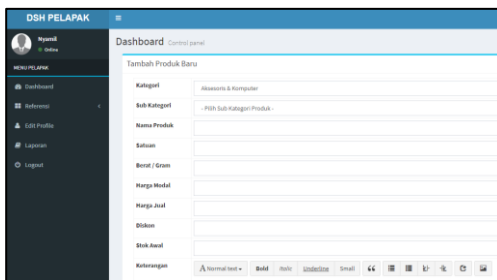 DSH PELAPAK
Nyamil
Online
MENU PELAPAK
Dashboard
Referensi
Edit Profile
Laporan
Logout
Dashboard Control panel
Tambah Produk Baru
Kategori
Aksesoris & Komputer
Sub Kategori
- Pilih Sub-Kategori Produk -
Nama Produk
Satuan
Berat / Gram
Harga Modal
Harga Jual
Diskon
Stok Awal
Keterangan
A Normal text Bold Italic Underline Small